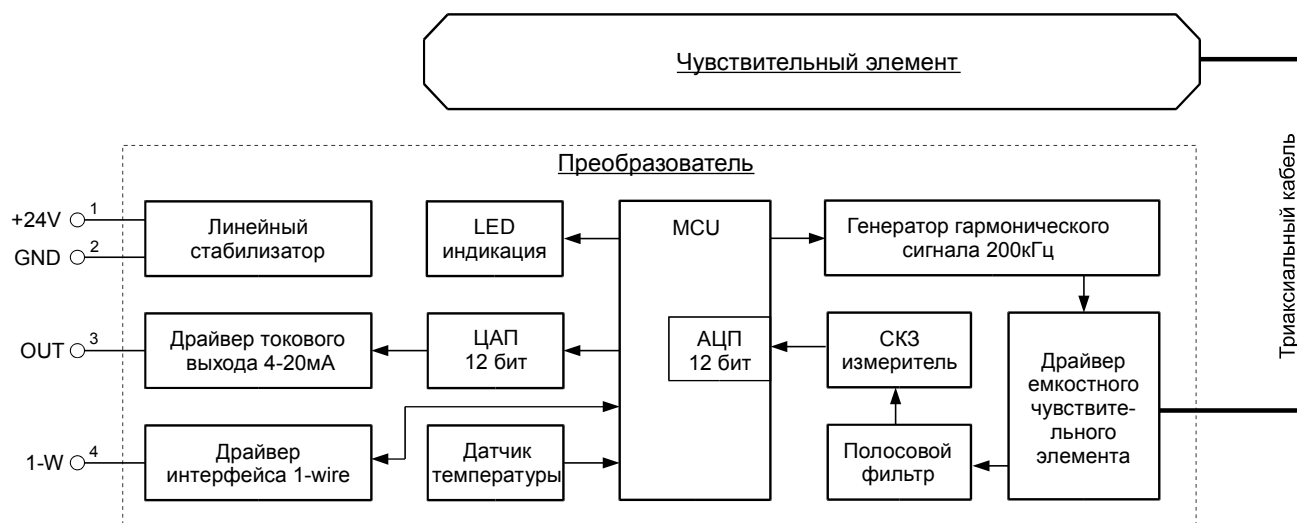 Чувствительный элемент
Триаксиальный кабель
Преобразователь
+24V
1
GND
2
Линейный
стабилизатор
LED
индикация
MCU
Генератор гармонического
сигнала 200кГц
OUT
3
Драйвер токового
выхода 4-20мА
ЦАП
12 бит
АЦП
12 бит
СКЗ
измеритель
Драйвер
емкостного
чувствите-
льного
элемента
1-W
4
Драйвер
интерфейса 1-wire
Датчик
температуры
Полосовой
фильтр